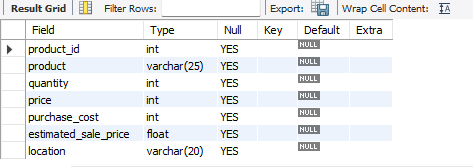 Result Grid Filter Rows: Export: Wrap Cell Content:
Field Type Null Key Default Extra
product_id int YES NULL
product varchar(25) YES NULL
quantity int YES NULL
price int YES NULL
purchase_cost int YES NULL
estimated_sale_price float YES NULL
location varchar(20) YES NULL